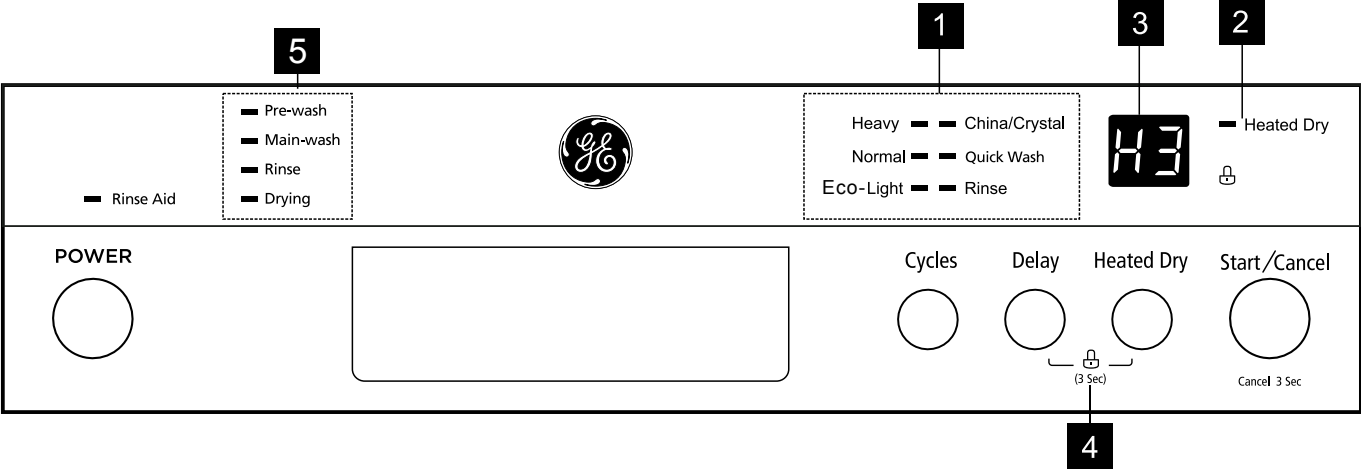 1
3
2
5
Pre-wash
Main-wash
Rinse
Drying
Rinse Aid
GE
Heavy China/Crystal
Normal Quick Wash
Eco-Light Rinse
H3
Heated Dry
POWER
Cycles
Delay
Heated Dry
Start/Cancel
(3 Sec)
Cancel 3 Sec
4